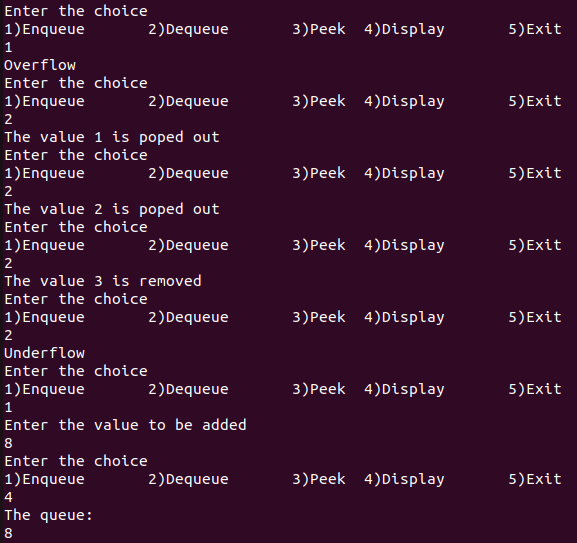 Enter the choice
1)Enqueue 2)Dequeue 3)Peek 4)Display 5)Exit
1
Overflow
Enter the choice
1)Enqueue 2)Dequeue 3)Peek 4)Display 5)Exit
2
The value 1 is poped out
Enter the choice
1)Enqueue 2)Dequeue 3)Peek 4)Display 5)Exit
2
The value 2 is poped out
Enter the choice
1)Enqueue 2)Dequeue 3)Peek 4)Display 5)Exit
2
The value 3 is removed
Enter the choice
1)Enqueue 2)Dequeue 3)Peek 4)Display 5)Exit
2
Underflow
Enter the choice
1)Enqueue 2)Dequeue 3)Peek 4)Display 5)Exit
1
Enter the value to be added
8
Enter the choice
1)Enqueue 2)Dequeue 3)Peek 4)Display 5)Exit
4
The queue:
8